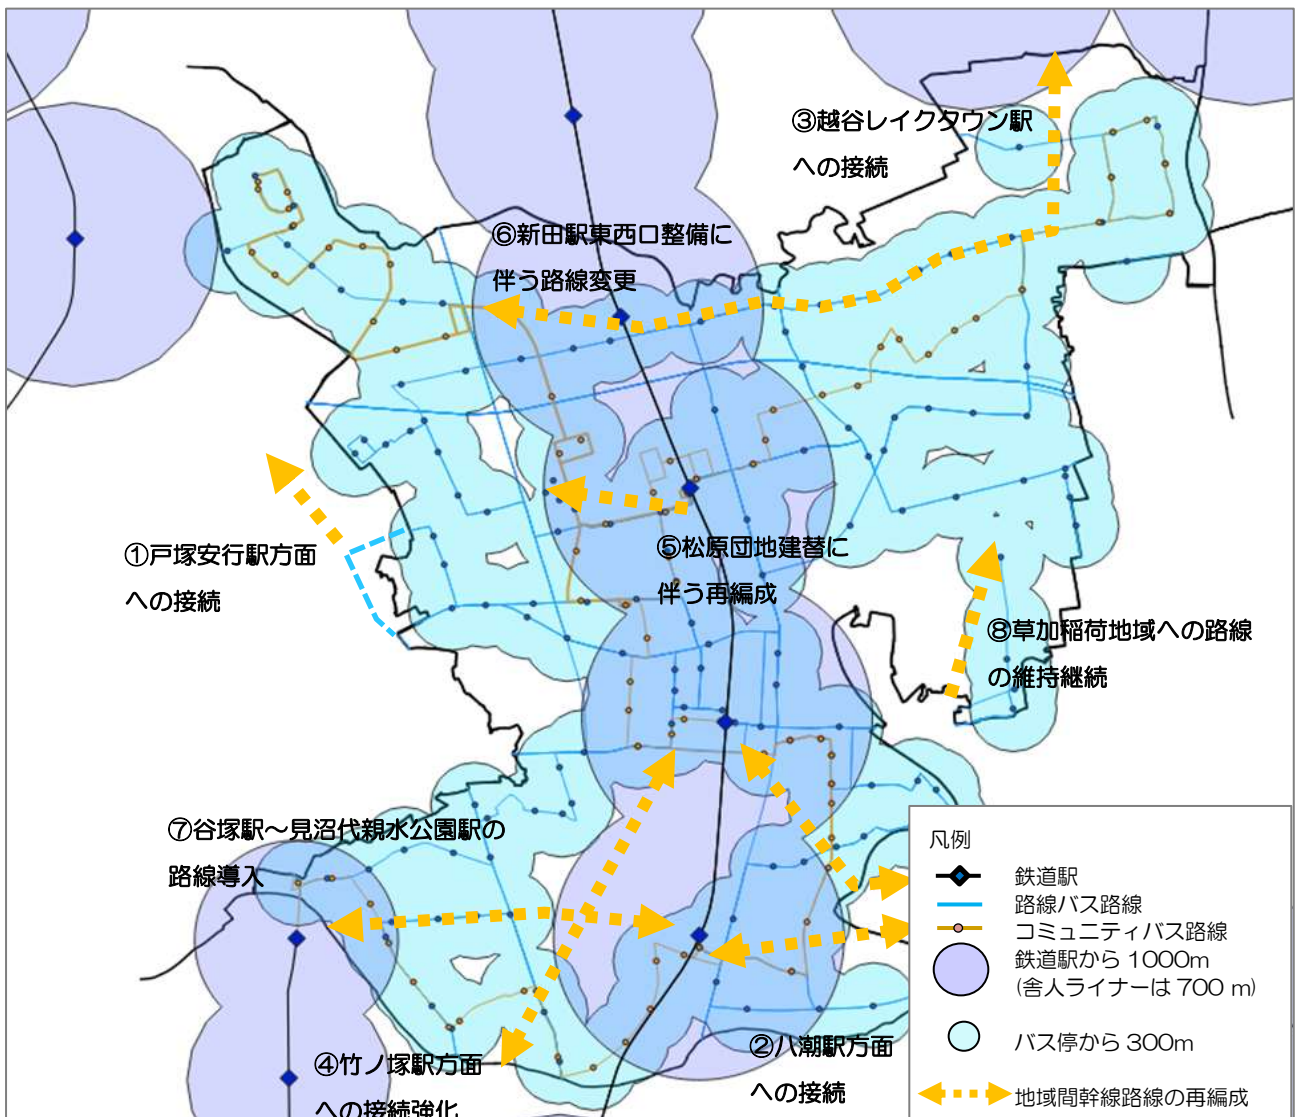 ③越谷レイクタウン駅
への接続
⑥新田駅東西口整備に
伴う路線変更
①戸塚安行駅方面
への接続
⑤松原団地建替に
伴う再編成
⑧草加稲荷地域への路線
の維持継続
⑦谷塚駅～見沼代親水公園駅の
路線導入
④竹ノ塚駅方面
への接続強化
②八潮駅方面
への接続
凡例
鉄道駅
路線バス路線
コミュニティバス路線
鉄道駅から1000m
(舎人ライナーは700 m)
バス停から300m
地域間幹線路線の再編成